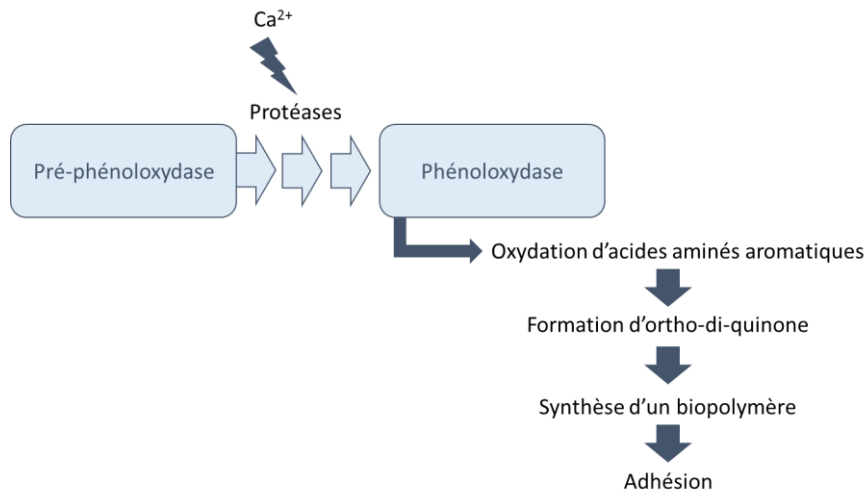 Ca²⁺
Protéases
Pré-phénoloxydase
Phénoloxydase
Oxydation d’acides aminés aromatiques
Formation d’ortho-di-quinone
Synthèse d’un biopolymère
Adhésion